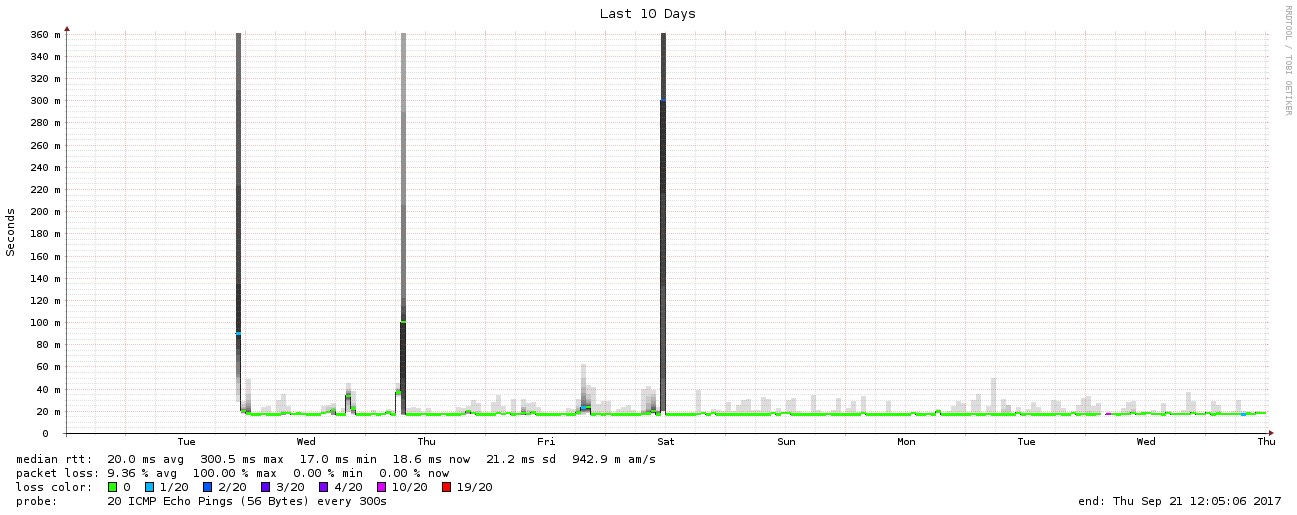 Last 10 Days
RRDTOOL / TOBI OETIKER
Seconds
360 m
340 m
320 m
300 m
280 m
260 m
240 m
220 m
200 m
180 m
160 m
140 m
120 m
100 m
80 m
60 m
40 m
20 m
0
Tue Wed Thu Fri Sat Sun Mon Tue Wed Thu
median rtt: 20.0 ms avg 300.5 ms max 17.0 ms min 18.6 ms now 21.2 ms sd 942.9 m am/s
packet loss: 9.36 % avg 100.00 % max 0.00 % min 0.00 % now
loss color: 0 1/20 2/20 3/20 4/20 10/20 19/20
probe: 20 ICMP Echo Pings (56 Bytes) every 300s end: Thu Sep 21 12:05:06 2017